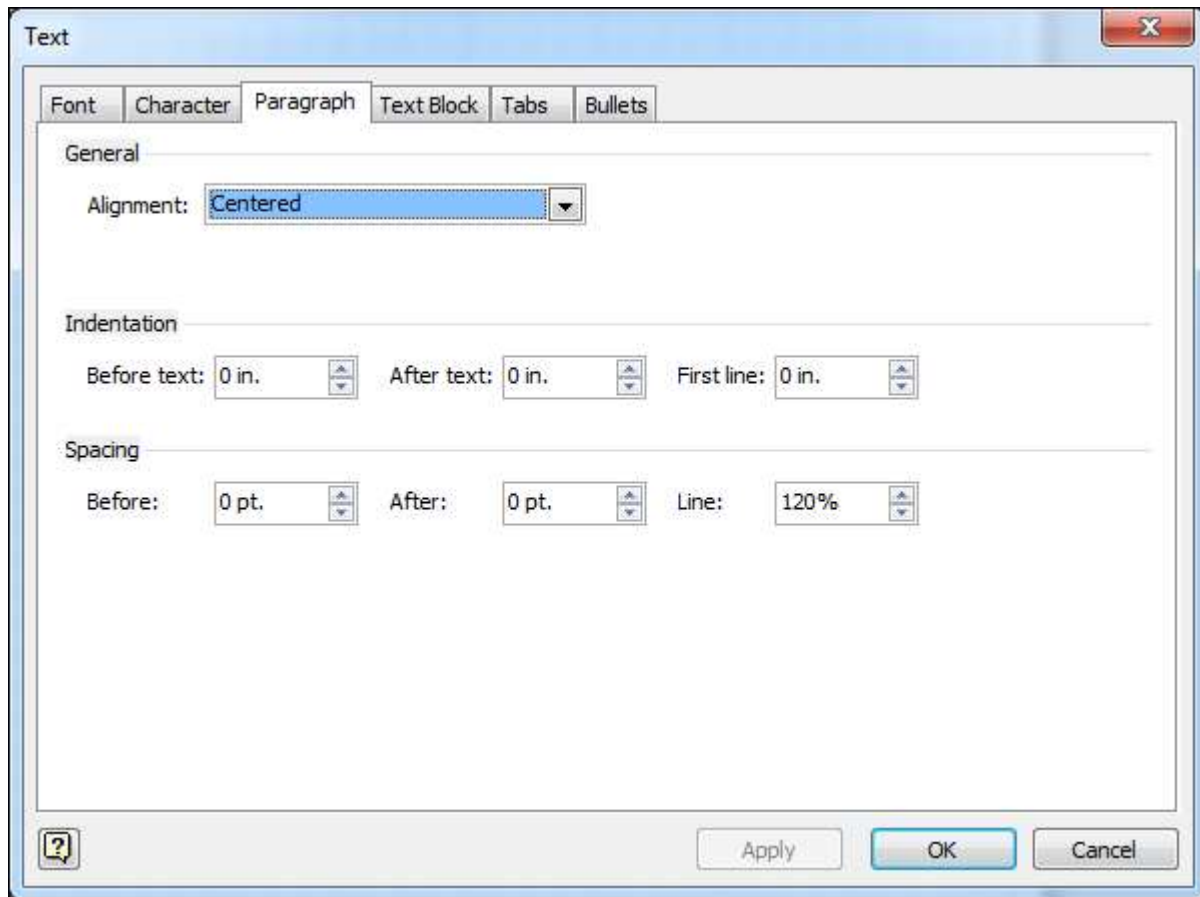 Text
Font Character Paragraph Text Block Tabs Bullets
General
Alignment: Centered
Indentation
Before text: 0 in. After text: 0 in. First line: 0 in.
Spacing
Before: 0 pt. After: 0 pt. Line: 120%
Apply OK Cancel